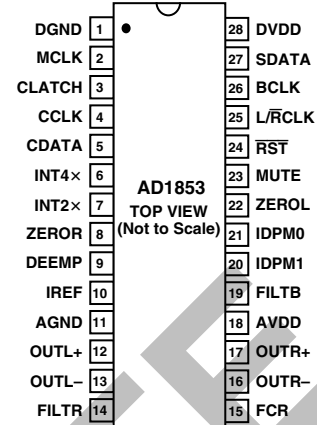 DGND 1 28 DVDD
MCLK 2 27 SDATA
CLATCH 3 26 BCLK
CCLK 4 25 L/R̅CLK
CDATA 5 24 R̅S̅T̅
INT4× 6 23 MUTE
INT2× 7 22 ZEROL
ZEROR 8 21 IDPM0
DEEMP 9 20 IDPM1
IREF 10 19 FILTB
AGND 11 18 AVDD
OUTL+ 12 17 OUTR+
OUTL– 13 16 OUTR–
FILTR 14 15 FCR
AD1853
TOP VIEW
(Not to Scale)